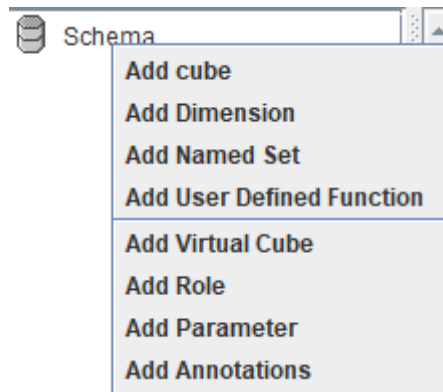 Schema
Add cube
Add Dimension
Add Named Set
Add User Defined Function
Add Virtual Cube
Add Role
Add Parameter
Add Annotations